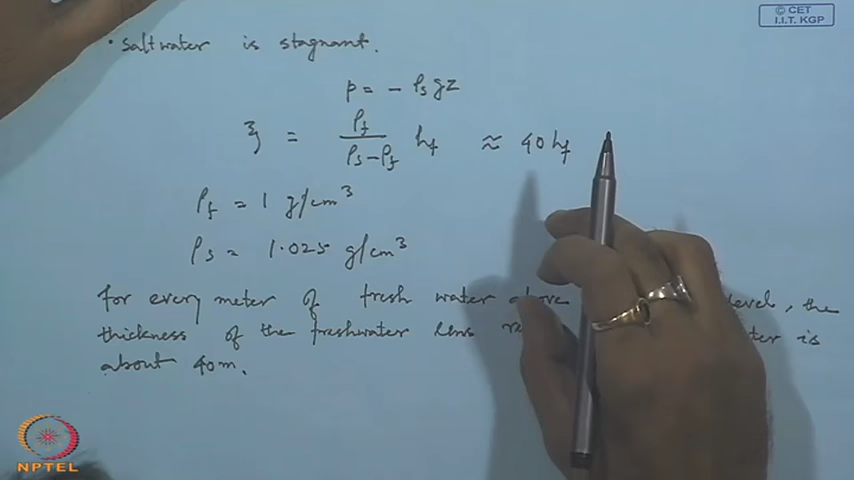 © CET
I.I.T. KGP
• Saltwater is stagnant.
p = - ρs g z
ξ = ρf / (ρs - ρf) hf ≈ 40 hf
ρf = 1 g/cm³
ρs = 1.025 g/cm³
For every meter of fresh water above level, the
thickness of the freshwater lens is
about 40m.
NPTEL